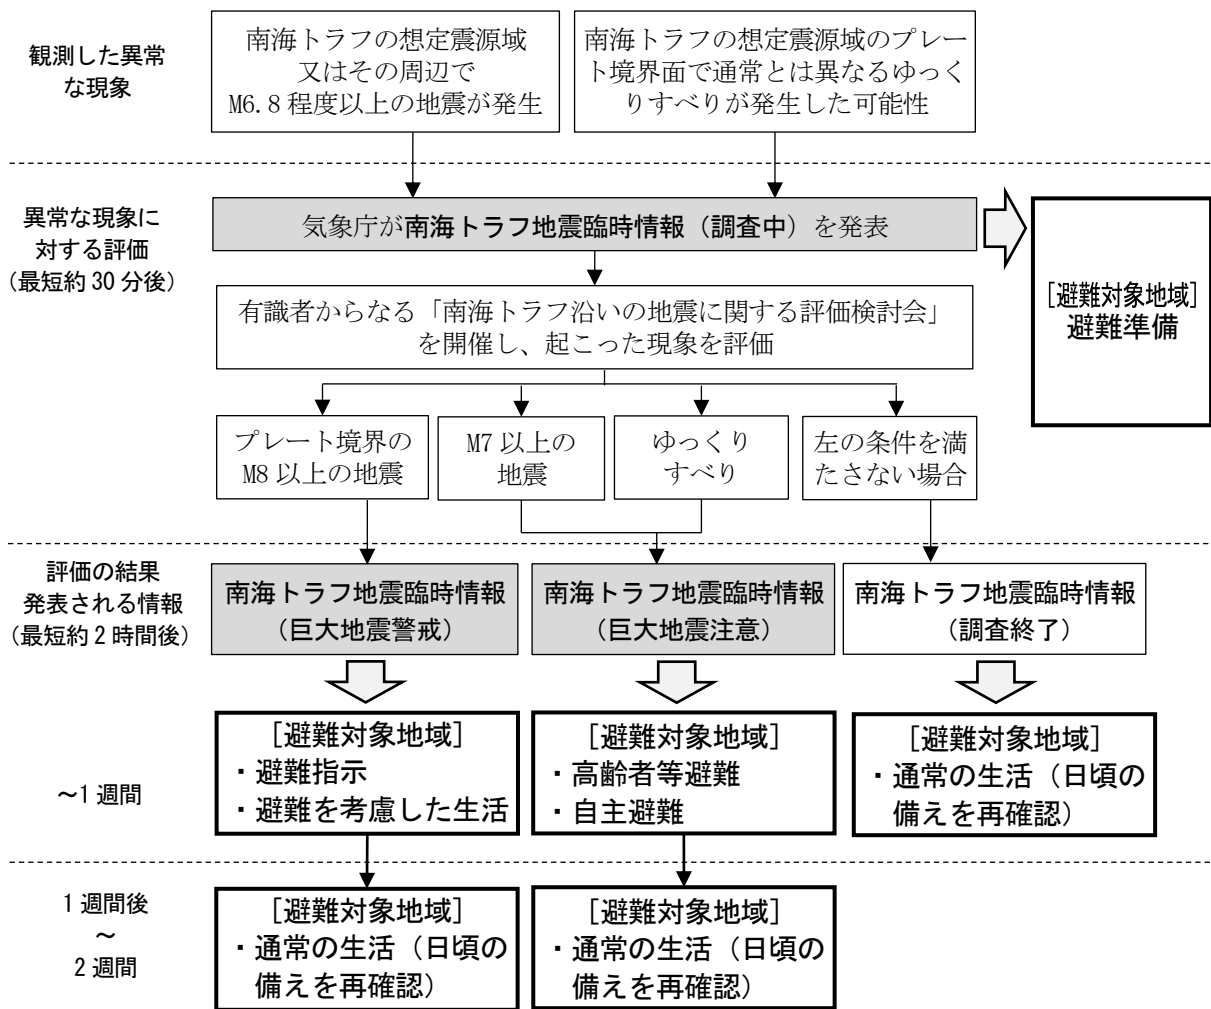 観測した異常
な現象
南海トラフの想定震源域
又はその周辺で
M6.8 程度以上の地震が発生
南海トラフの想定震源域のプレー
ト境界面で通常とは異なるゆっく
りすべりが発生した可能性
異常な現象に
対する評価
(最短約 30 分後)
気象庁が南海トラフ地震臨時情報（調査中）を発表
[避難対象地域]
避難準備
有識者からなる「南海トラフ沿いの地震に関する評価検討会」
を開催し、起こった現象を評価
プレート境界の
M8 以上の地震
M7 以上の
地震
ゆっくり
すべり
左の条件を満
たさない場合
評価の結果
発表される情報
(最短約 2 時間後)
南海トラフ地震臨時情報
（巨大地震警戒）
南海トラフ地震臨時情報
（巨大地震注意）
南海トラフ地震臨時情報
（調査終了）
～1 週間
[避難対象地域]
・避難指示
・避難を考慮した生活
[避難対象地域]
・高齢者等避難
・自主避難
[避難対象地域]
・通常の生活（日頃の
備えを再確認）
1 週間後
～
2 週間
[避難対象地域]
・通常の生活（日頃の
備えを再確認）
[避難対象地域]
・通常の生活（日頃の
備えを再確認）